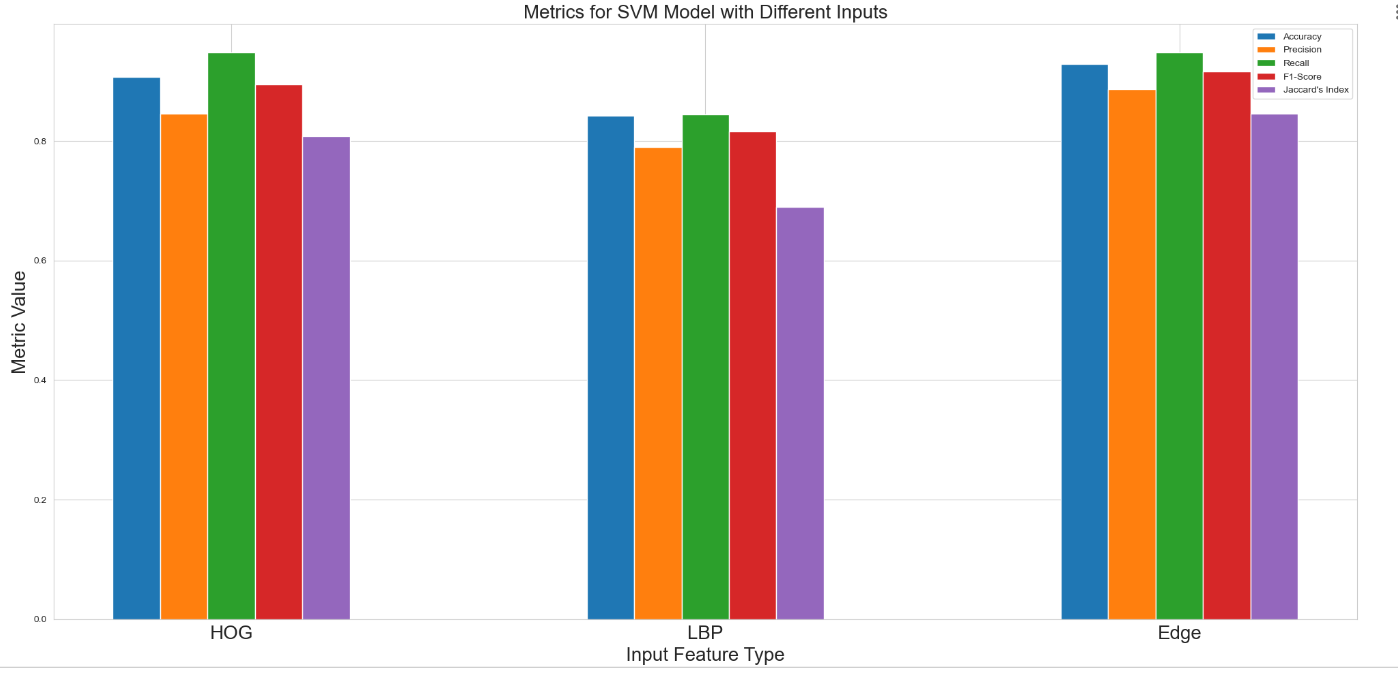 Metrics for SVM Model with Different Inputs
Accuracy
Precision
Recall
F1-Score
Jaccard's Index
Metric Value
0.8
0.6
0.4
0.2
0.0
HOG
LBP
Edge
Input Feature Type